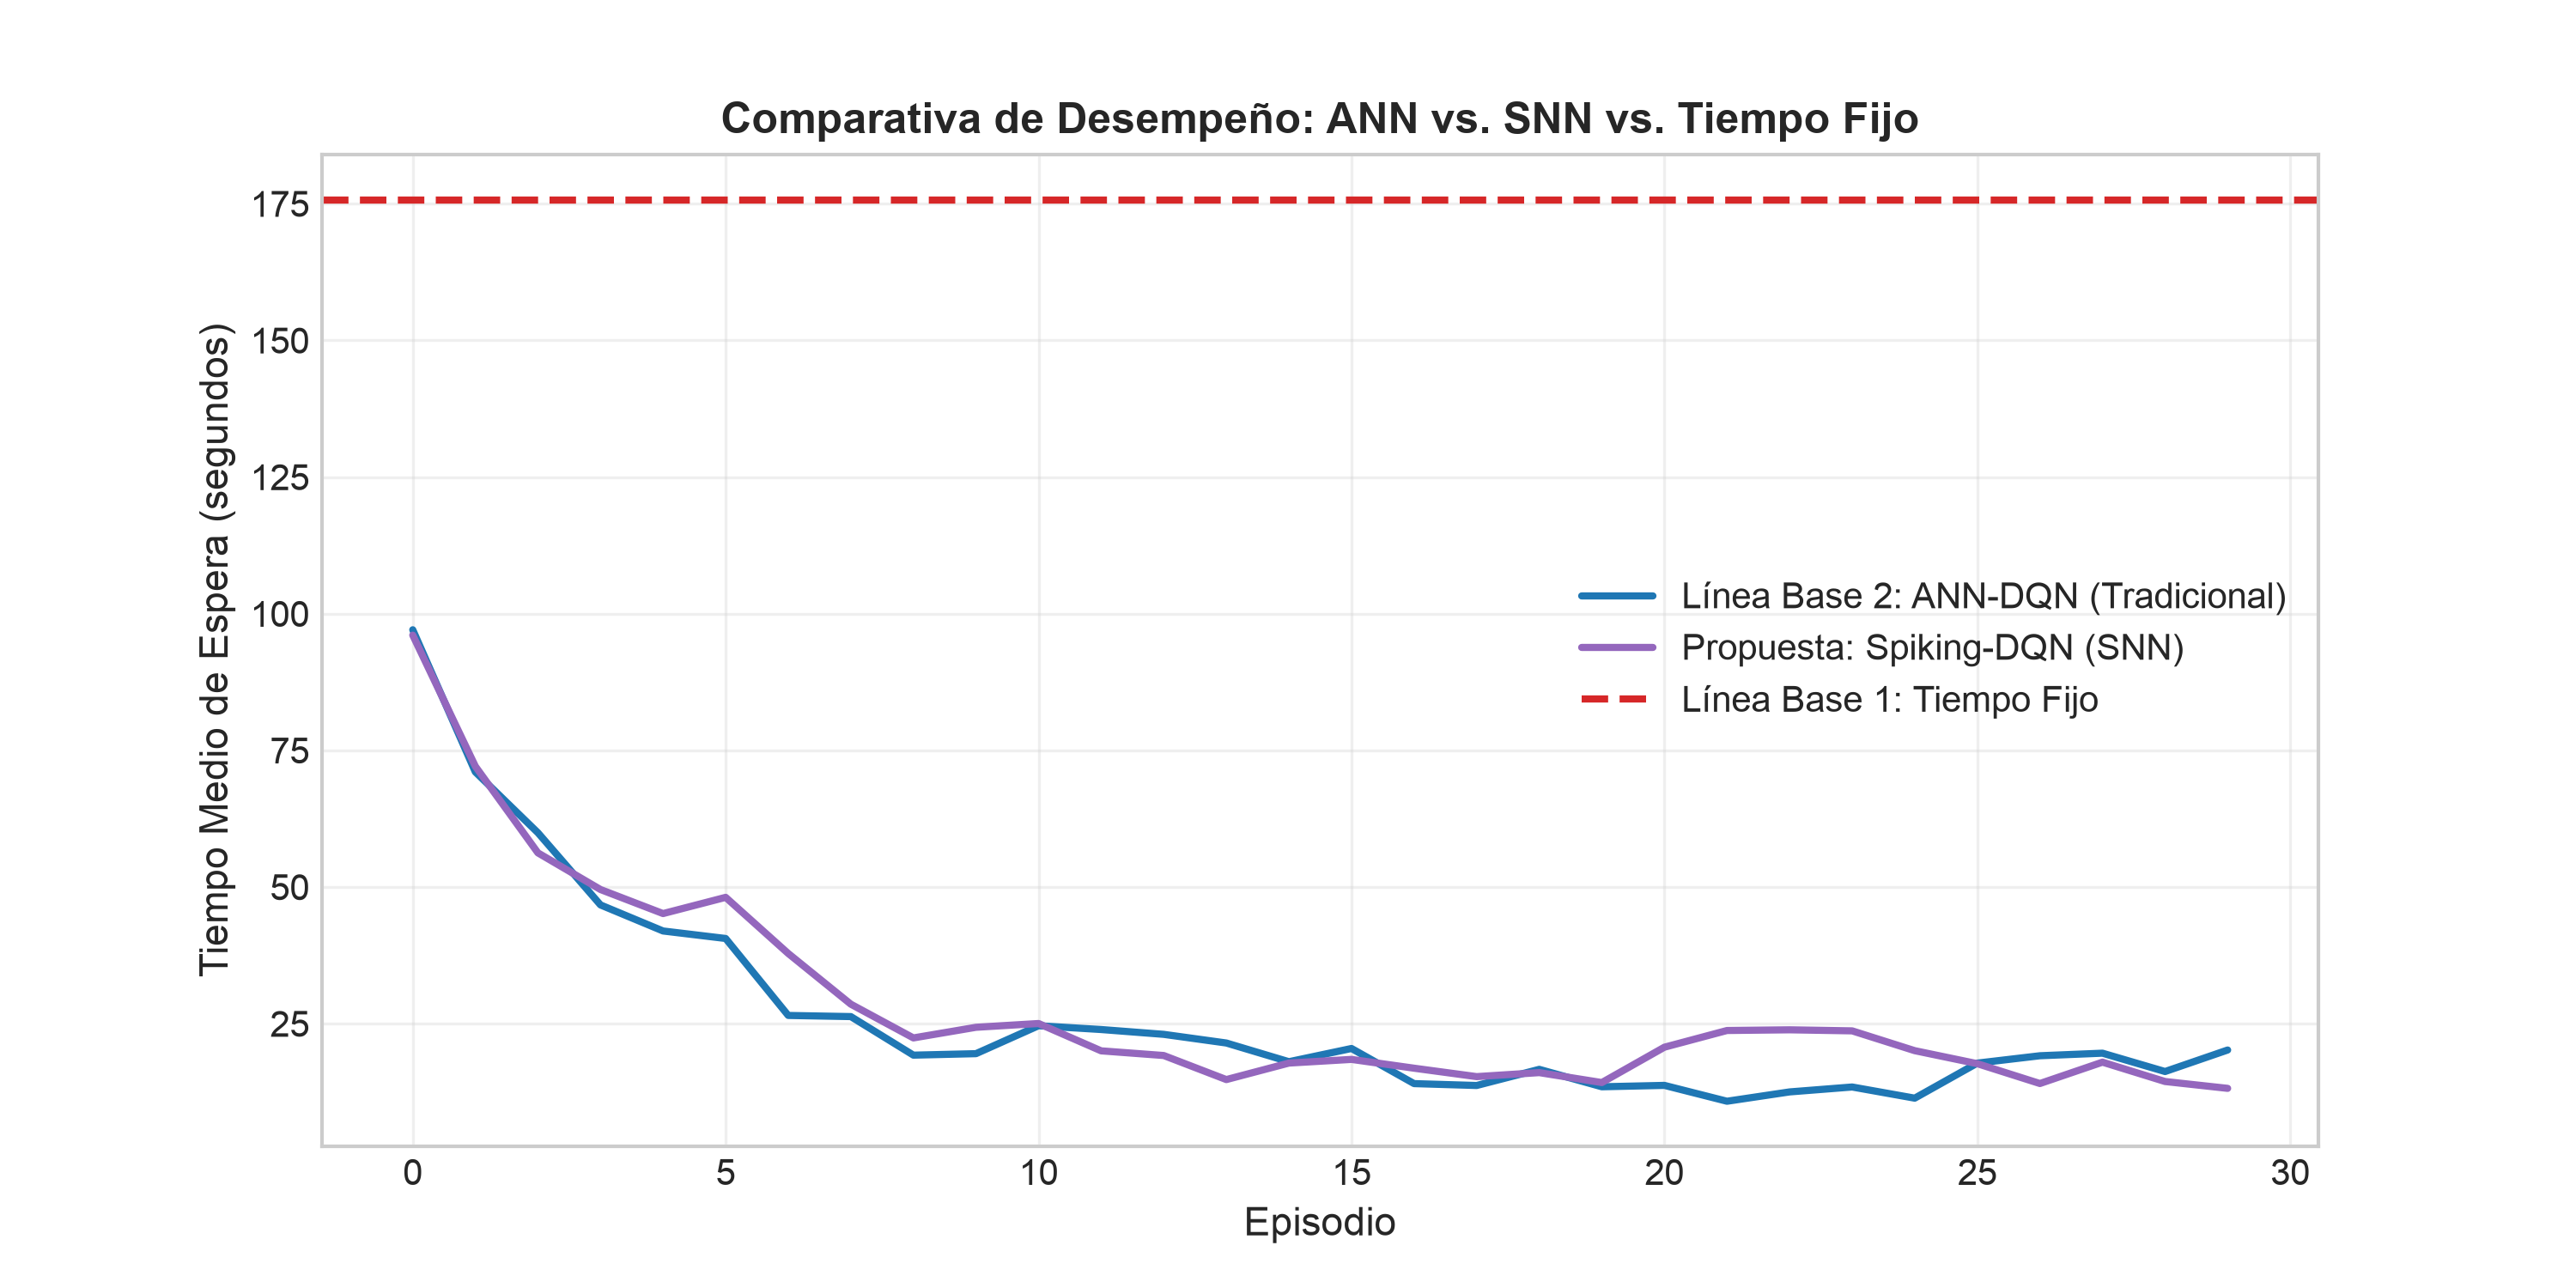 Comparativa de Desempeño: ANN vs. SNN vs. Tiempo Fijo
Tiempo Medio de Espera (segundos)
175
150
125
100
75
50
25
Línea Base 2: ANN-DQN (Tradicional)
Propuesta: Spiking-DQN (SNN)
Línea Base 1: Tiempo Fijo
0 5 10 15 20 25 30
Episodio